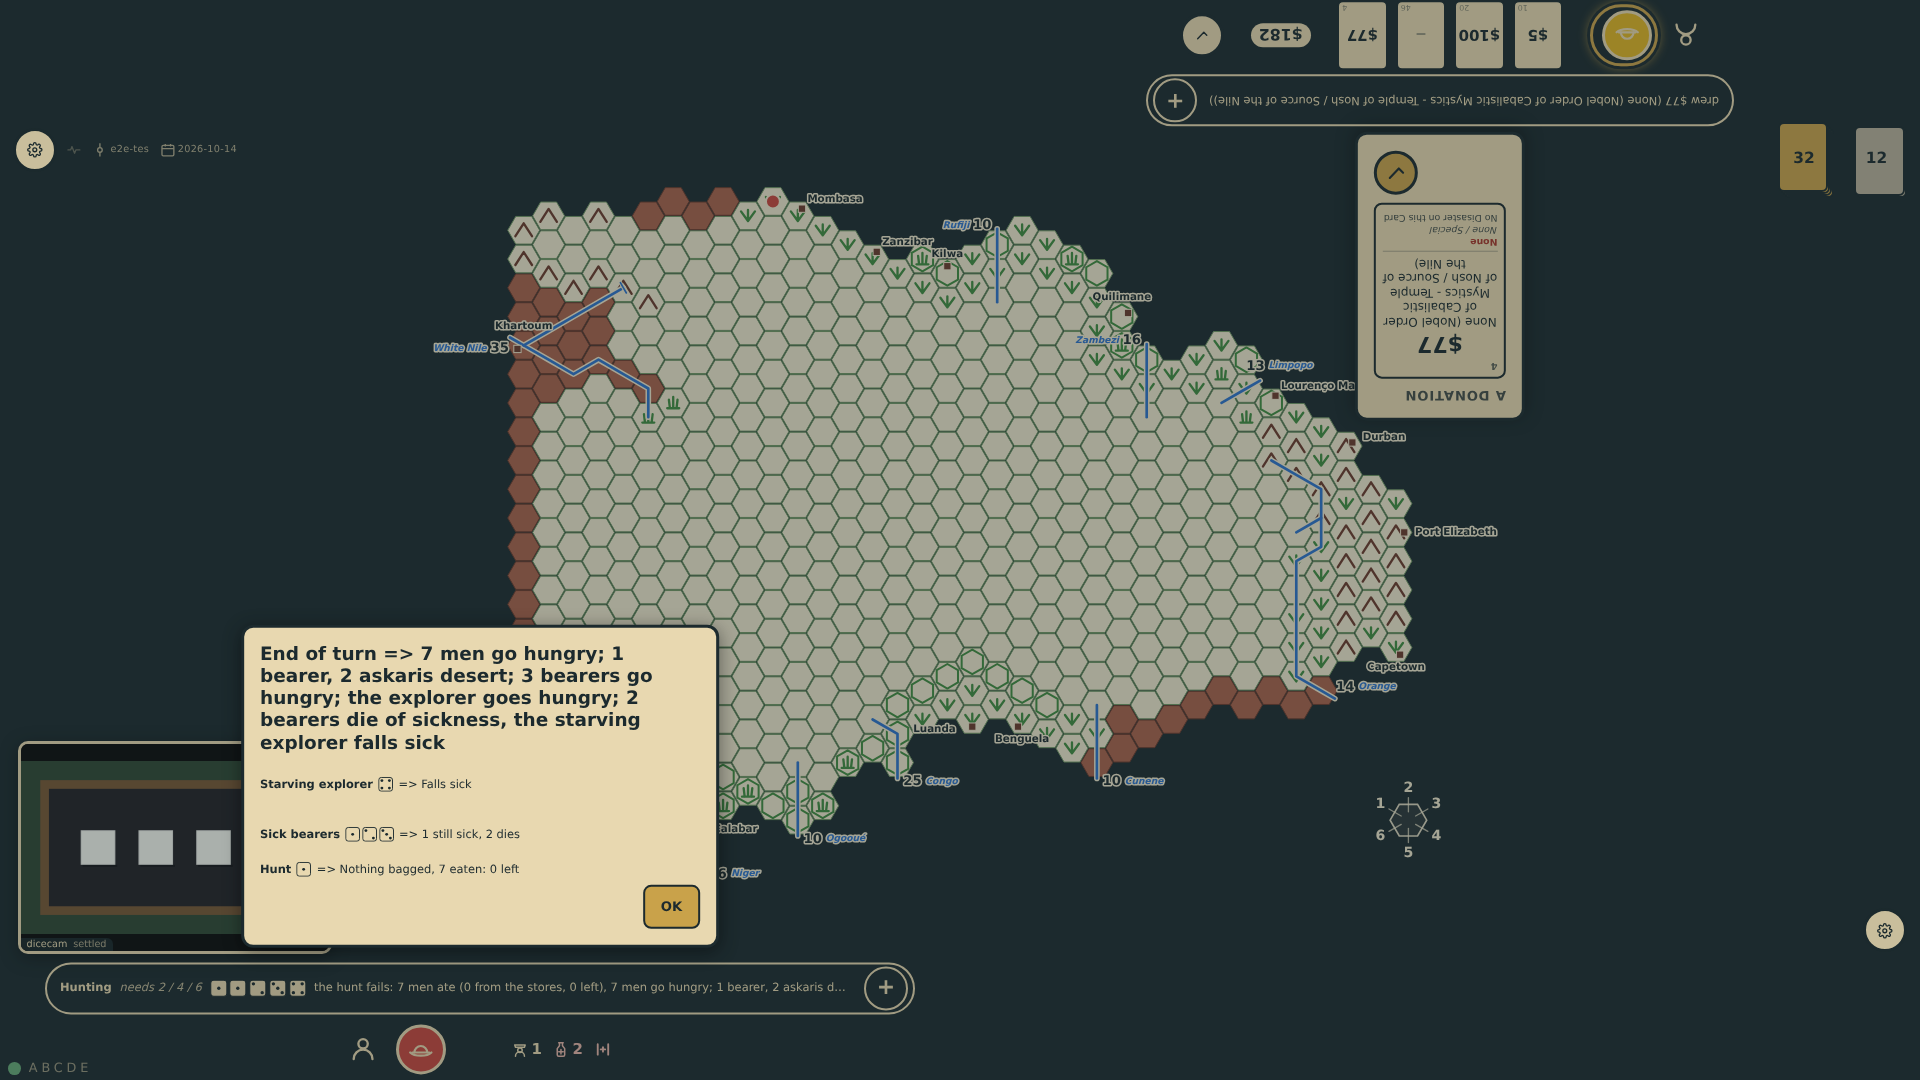 $182
$77
4
–
46
$100
20
$5
10
drew $77 (None (Nobel Order of Cabalistic Mystics - Temple of Nosh / Source of the Nile))
e2e-tes
2026-10-14
32
12
A DONATION
4
$77
None (Nobel Order
of Cabalistic
Mystics - Temple
of Nosh / Source of
the Nile)
None
None / Special
No Disaster on this Card
Mombasa
Rufiji 10
Zanzibar
Kilwa
Quilimane
Khartoum
White Nile 35
Zambezi 16
13 Limpopo
Lourenço Ma
Durban
Port Elizabeth
Capetown
14 Orange
Luanda
Benguela
25 Congo
10 Cunene
alabar
10 Ogooué
6 Niger
1
2
3
4
5
6
End of turn => 7 men go hungry; 1
bearer, 2 askaris desert; 3 bearers go
hungry; the explorer goes hungry; 2
bearers die of sickness, the starving
explorer falls sick
Starving explorer => Falls sick
Sick bearers => 1 still sick, 2 dies
Hunt => Nothing bagged, 7 eaten: 0 left
OK
dicecam settled
Hunting needs 2 / 4 / 6 the hunt fails: 7 men ate (0 from the stores, 0 left), 7 men go hungry; 1 bearer, 2 askaris d...
1 2
A B C D E